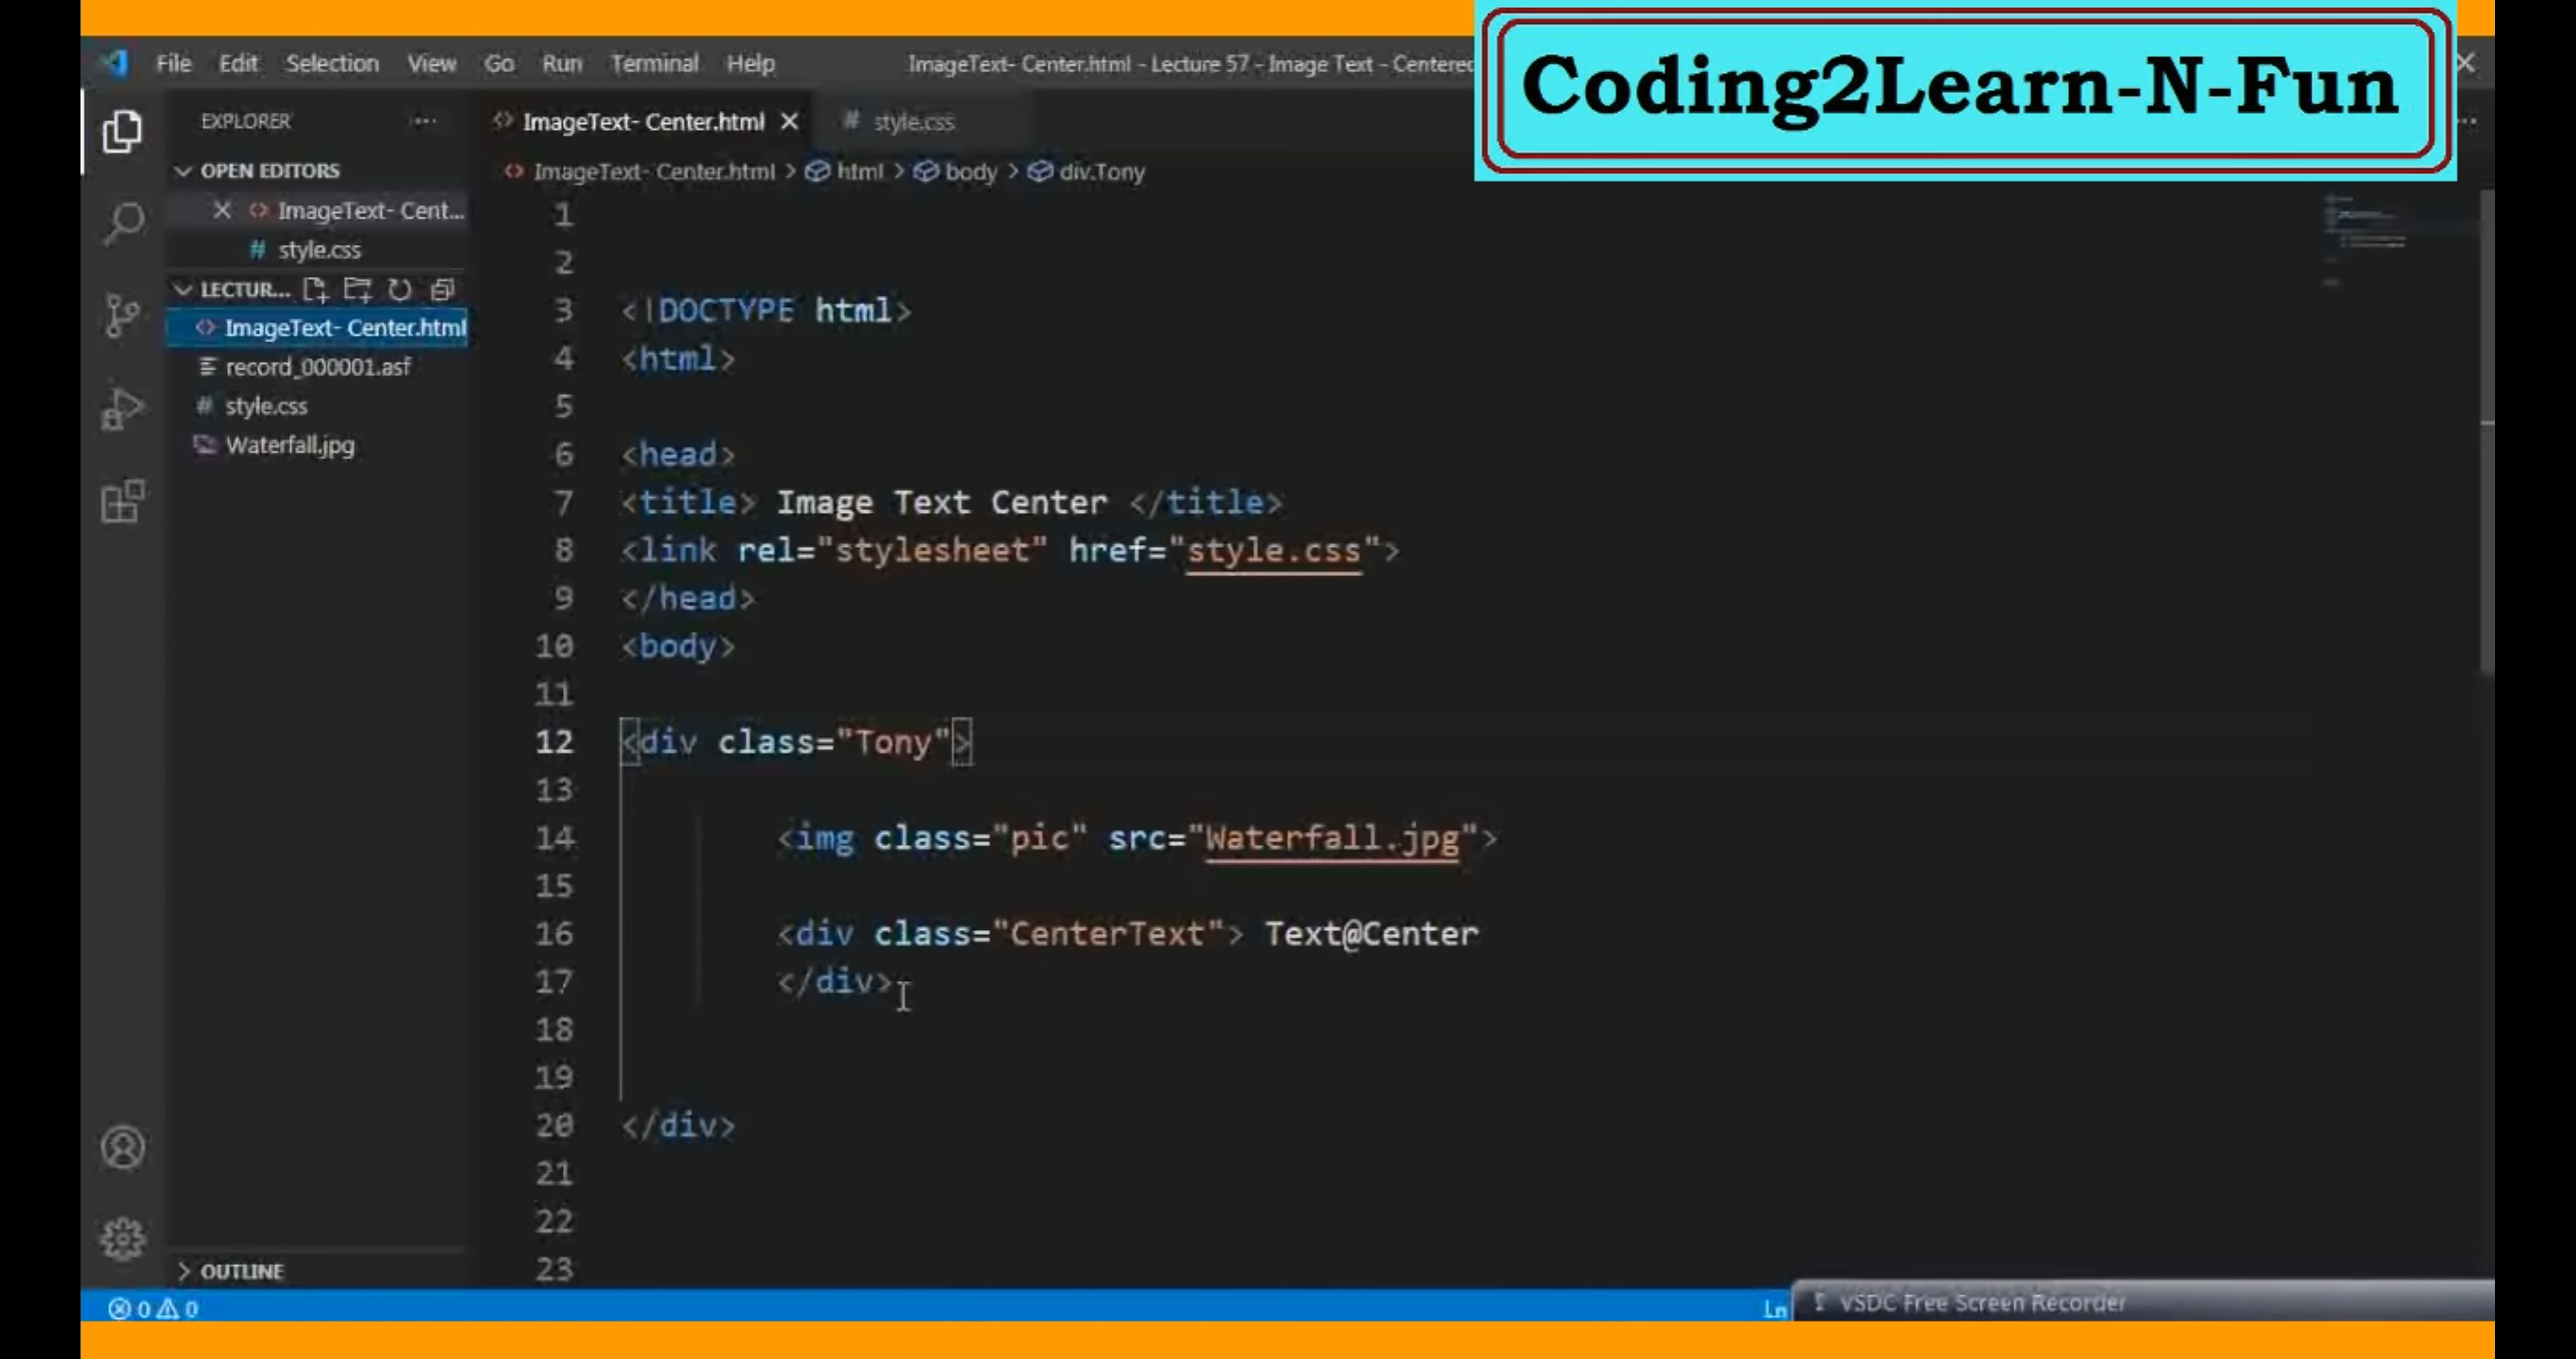 File Edit Selection View Go Run Terminal Help ImageText- Center.html - Lecture 57 - Image Text - Centered
Coding2Learn-N-Fun
EXPLORER
ImageText- Center.html
style.css
OPEN EDITORS
ImageText- Center.html > html > body > div.Tony
ImageText- Cent...
style.css
LECTUR...
ImageText- Center.html
record_000001.asf
style.css
Waterfall.jpg
1
2
3 <!DOCTYPE html>
4 <html>
5
6 <head>
7 <title> Image Text Center </title>
8 <link rel="stylesheet" href="style.css">
9 </head>
10 <body>
11
12 <div class="Tony">
13
14 <img class="pic" src="Waterfall.jpg">
15
16 <div class="CenterText"> Text@Center
17 </div>
18
19
20 </div>
21
22
23
OUTLINE
0 0
Ln
VSDC Free Screen Recorder